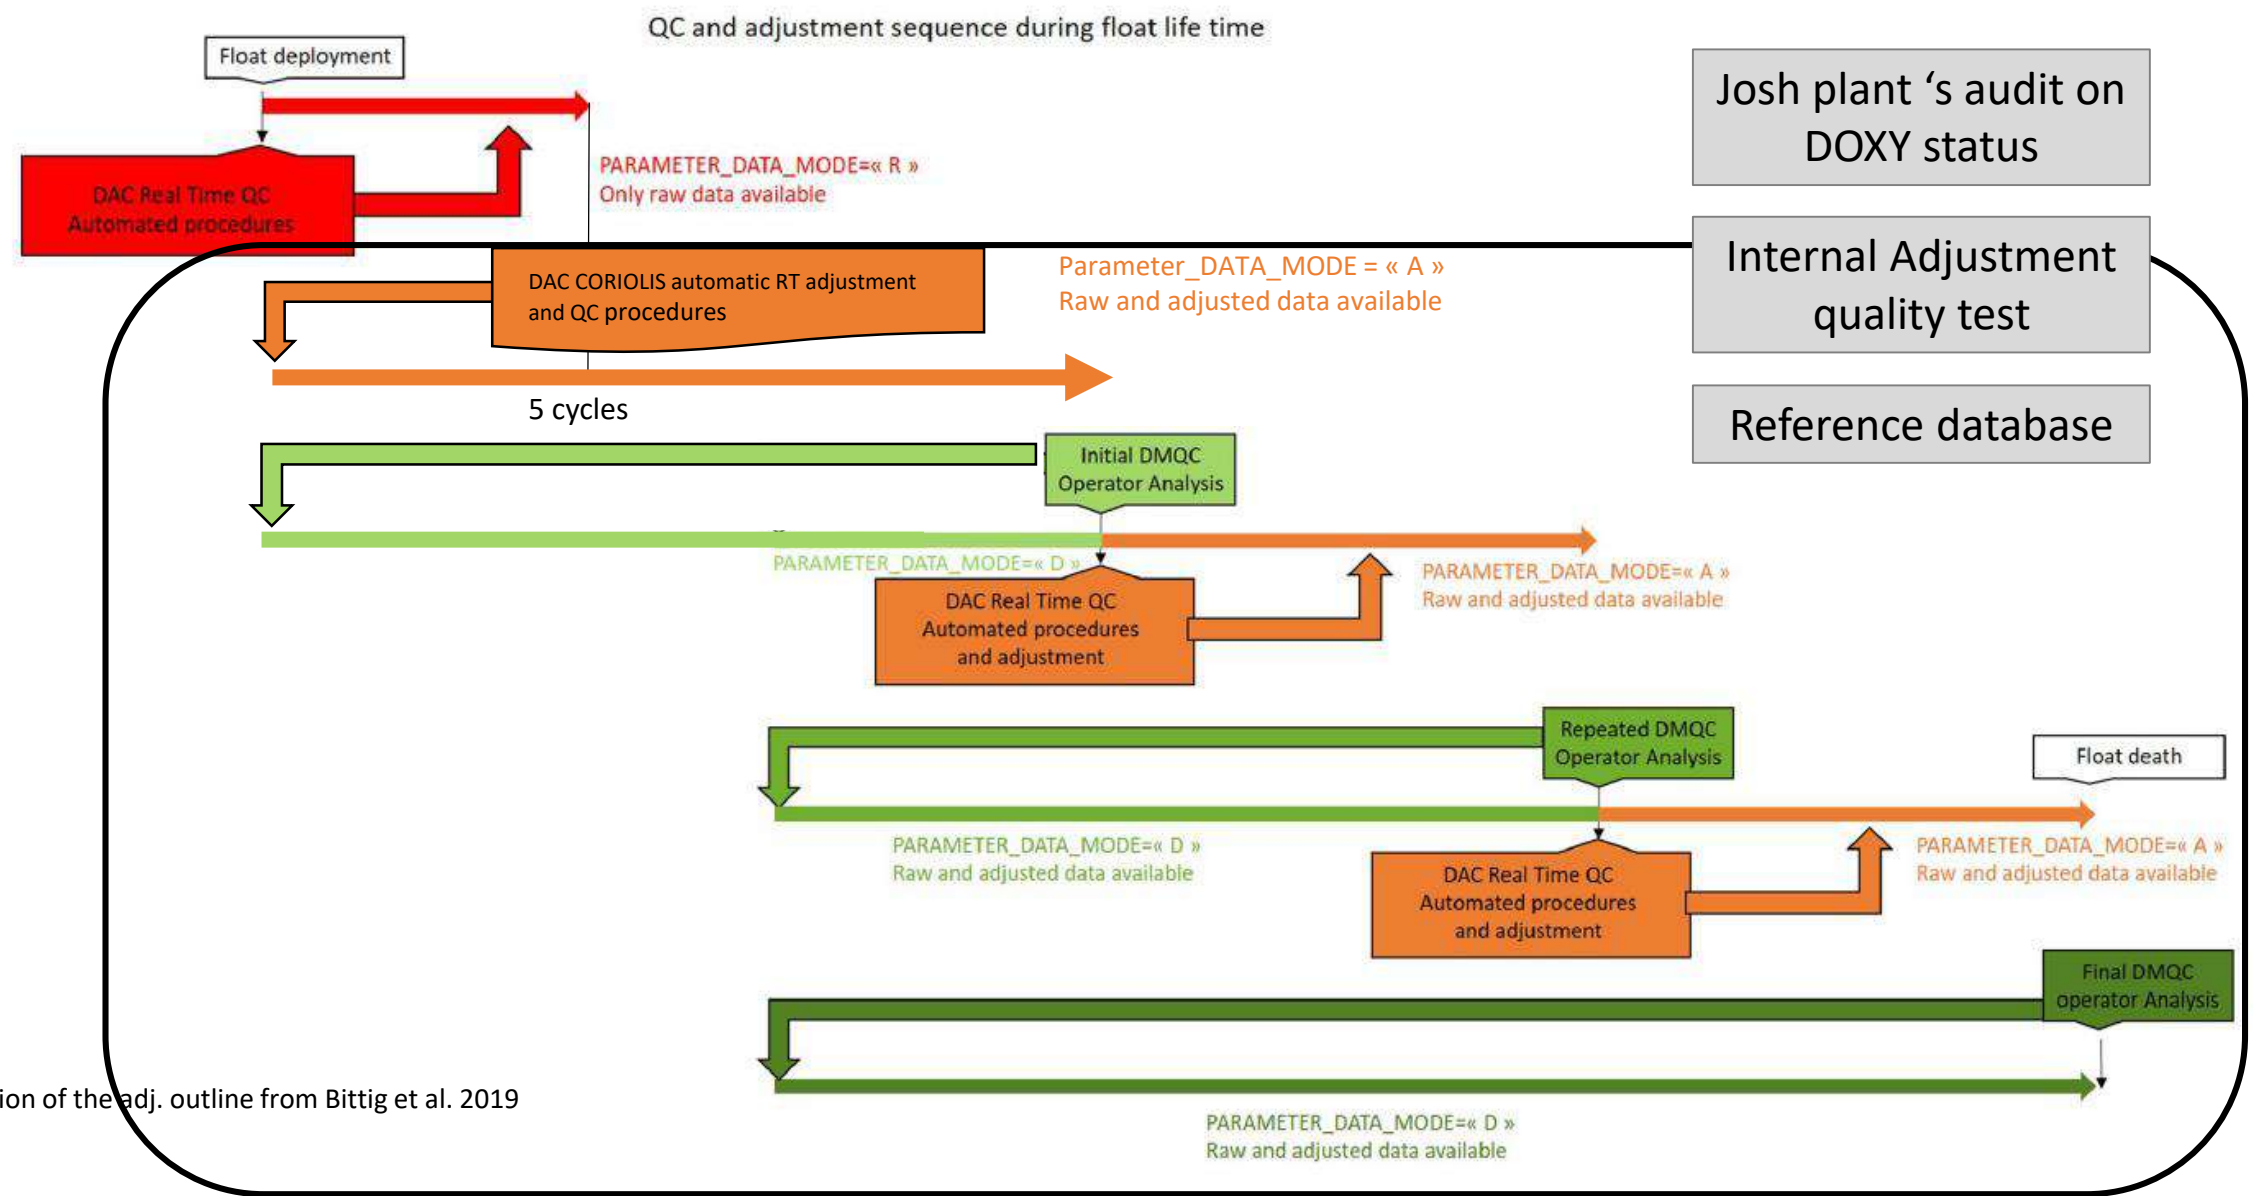 QC and adjustment sequence during float life time
Float deployment
Josh plant ‘s audit on
DOXY status
DAC Real Time QC
Automated procedures
PARAMETER_DATA_MODE=« R »
Only raw data available
Internal Adjustment
quality test
DAC CORIOLIS automatic RT adjustment
and QC procedures
Parameter_DATA_MODE = « A »
Raw and adjusted data available
Reference database
5 cycles
Initial DMQC
Operator Analysis
PARAMETER_DATA_MODE=« D »
DAC Real Time QC
Automated procedures
and adjustment
PARAMETER_DATA_MODE=« A »
Raw and adjusted data available
Repeated DMQC
Operator Analysis
Float death
PARAMETER_DATA_MODE=« D »
Raw and adjusted data available
DAC Real Time QC
Automated procedures
and adjustment
PARAMETER_DATA_MODE=« A »
Raw and adjusted data available
Final DMQC
operator Analysis
of the adj. outline from Bittig et al. 2019
PARAMETER_DATA_MODE=« D »
Raw and adjusted data available